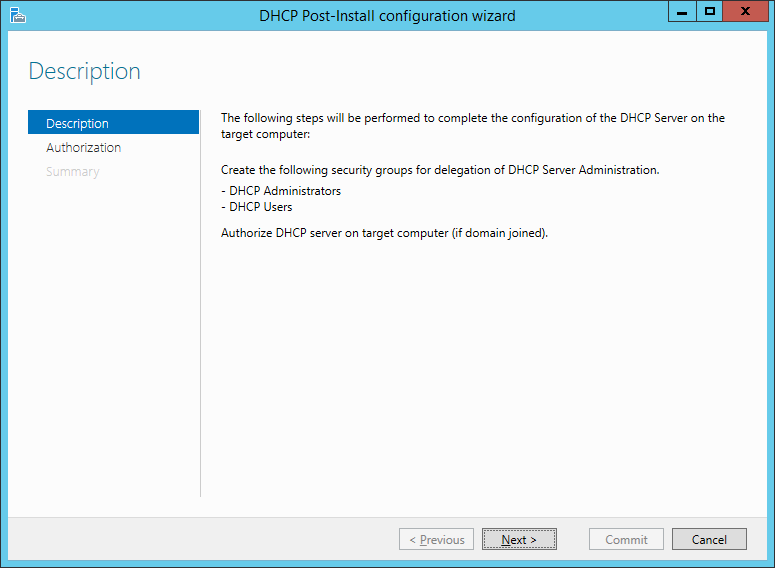 DHCP Post-Install configuration wizard
Description
Description
Authorization
Summary
The following steps will be performed to complete the configuration of the DHCP Server on the
target computer:
Create the following security groups for delegation of DHCP Server Administration.
- DHCP Administrators
- DHCP Users
Authorize DHCP server on target computer (if domain joined).
< Previous
Next >
Commit
Cancel